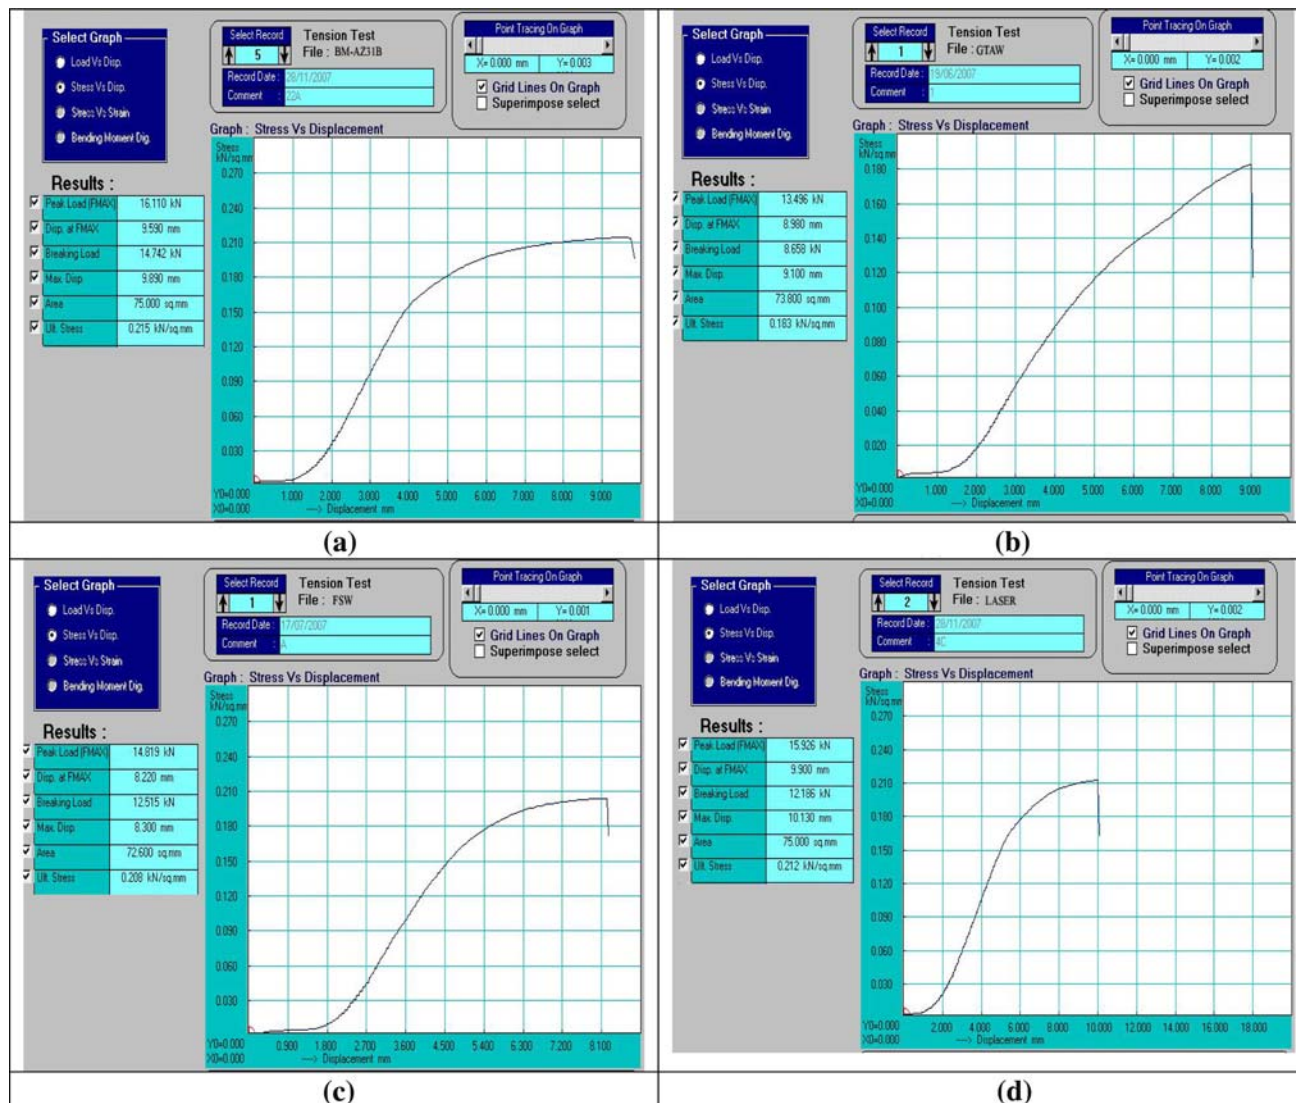 Select Graph
Load Vs Disp.
Stress Vs Disp.
Stress Vs Strain
Bending Moment Dig.
Select Record
5
Tension Test
File : BM-AZ31B
Record Date : 28/11/2007
Comment : 22A
Point Tracing On Graph
X= 0.000 mm Y= 0.003
Grid Lines On Graph
Superimpose select
Results :
Peak Load (FMAX) 16.110 kN
Disp. at FMAX 9.590 mm
Breaking Load 14.742 kN
Max. Disp. 9.890 mm
Area 75.000 sq.mm
Ult. Stress 0.215 kN/sq.mm
Graph : Stress Vs Displacement
Stress
kN/sq.mm
0.270
0.240
0.210
0.180
0.150
0.120
0.090
0.060
0.030
Y0=0.000
X0=0.000
1.000 2.000 3.000 4.000 5.000 6.000 7.000 8.000 9.000
---> Displacement mm
(a)
Select Graph
Load Vs Disp.
Stress Vs Disp.
Stress Vs Strain
Bending Moment Dig.
Select Record
1
Tension Test
File : GTAW
Record Date : 19/06/2007
Comment : 1
Point Tracing On Graph
X= 0.000 mm Y= 0.002
Grid Lines On Graph
Superimpose select
Results :
Peak Load (FMAX) 13.496 kN
Disp. at FMAX 8.980 mm
Breaking Load 8.658 kN
Max. Disp. 9.100 mm
Area 73.800 sq.mm
Ult. Stress 0.183 kN/sq.mm
Graph : Stress Vs Displacement
Stress
kN/sq.mm
0.180
0.160
0.140
0.120
0.100
0.080
0.060
0.040
0.020
Y0=0.000
X0=0.000
1.000 2.000 3.000 4.000 5.000 6.000 7.000 8.000 9.000
---> Displacement mm
(b)
Select Graph
Load Vs Disp.
Stress Vs Disp.
Stress Vs Strain
Bending Moment Dig.
Select Record
1
Tension Test
File : FSW
Record Date : 17/07/2007
Comment : A
Point Tracing On Graph
X= 0.000 mm Y= 0.001
Grid Lines On Graph
Superimpose select
Results :
Peak Load (FMAX) 14.819 kN
Disp. at FMAX 8.220 mm
Breaking Load 12.515 kN
Max. Disp. 8.300 mm
Area 72.600 sq.mm
Ult. Stress 0.208 kN/sq.mm
Graph : Stress Vs Displacement
Stress
kN/sq.mm
0.270
0.240
0.210
0.180
0.150
0.120
0.090
0.060
0.030
Y0=0.000
X0=0.000
0.900 1.800 2.700 3.600 4.500 5.400 6.300 7.200 8.100
---> Displacement mm
(c)
Select Graph
Load Vs Disp.
Stress Vs Disp.
Stress Vs Strain
Bending Moment Dig.
Select Record
2
Tension Test
File : LASER
Record Date : 28/11/2007
Comment : 4C
Point Tracing On Graph
X= 0.000 mm Y= 0.002
Grid Lines On Graph
Superimpose select
Results :
Peak Load (FMAX) 15.926 kN
Disp. at FMAX 9.900 mm
Breaking Load 12.186 kN
Max. Disp. 10.130 mm
Area 75.000 sq.mm
Ult. Stress 0.212 kN/sq.mm
Graph : Stress Vs Displacement
Stress
kN/sq.mm
0.270
0.240
0.210
0.180
0.150
0.120
0.090
0.060
0.030
Y0=0.000
X0=0.000
2.000 4.000 6.000 8.000 10.000 12.000 14.000 16.000 18.000
---> Displacement mm
(d)